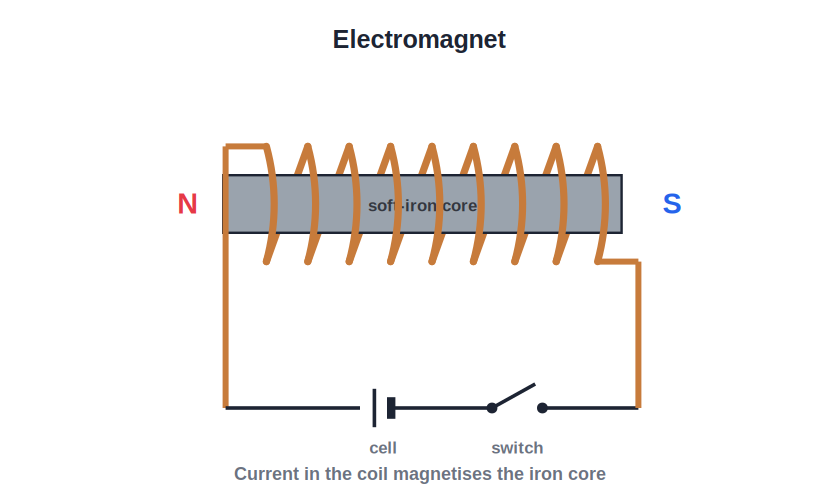 Electromagnet
N
soft-iron core
S
cell
switch
Current in the coil magnetises the iron core